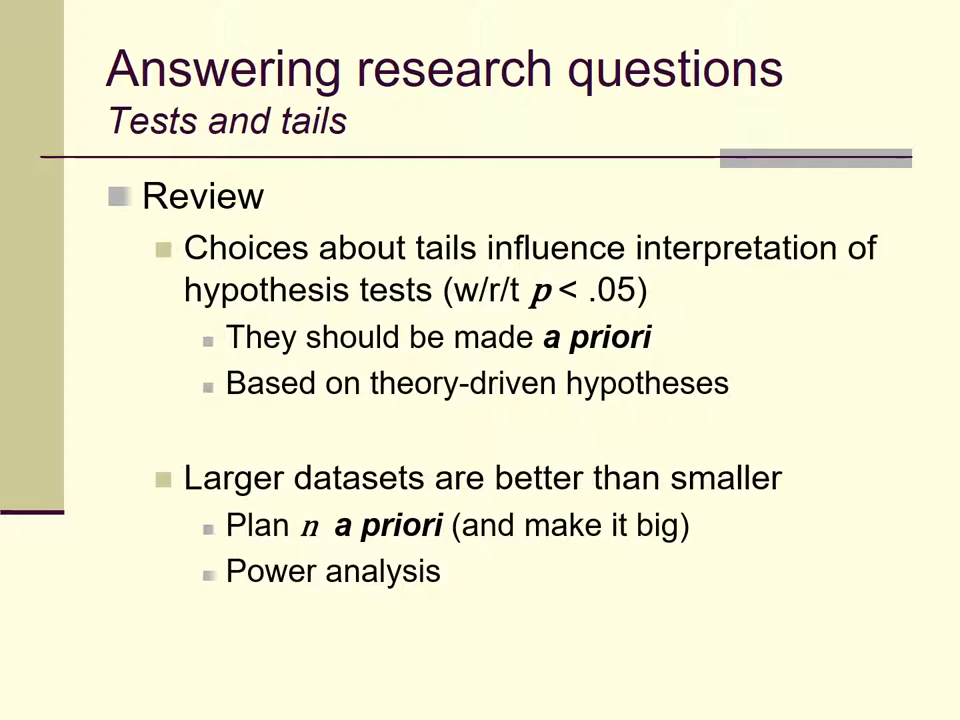 Answering research questions
Tests and tails
Review
Choices about tails influence interpretation of
hypothesis tests (w/r/t p < .05)
They should be made a priori
Based on theory-driven hypotheses
Larger datasets are better than smaller
Plan n a priori (and make it big)
Power analysis